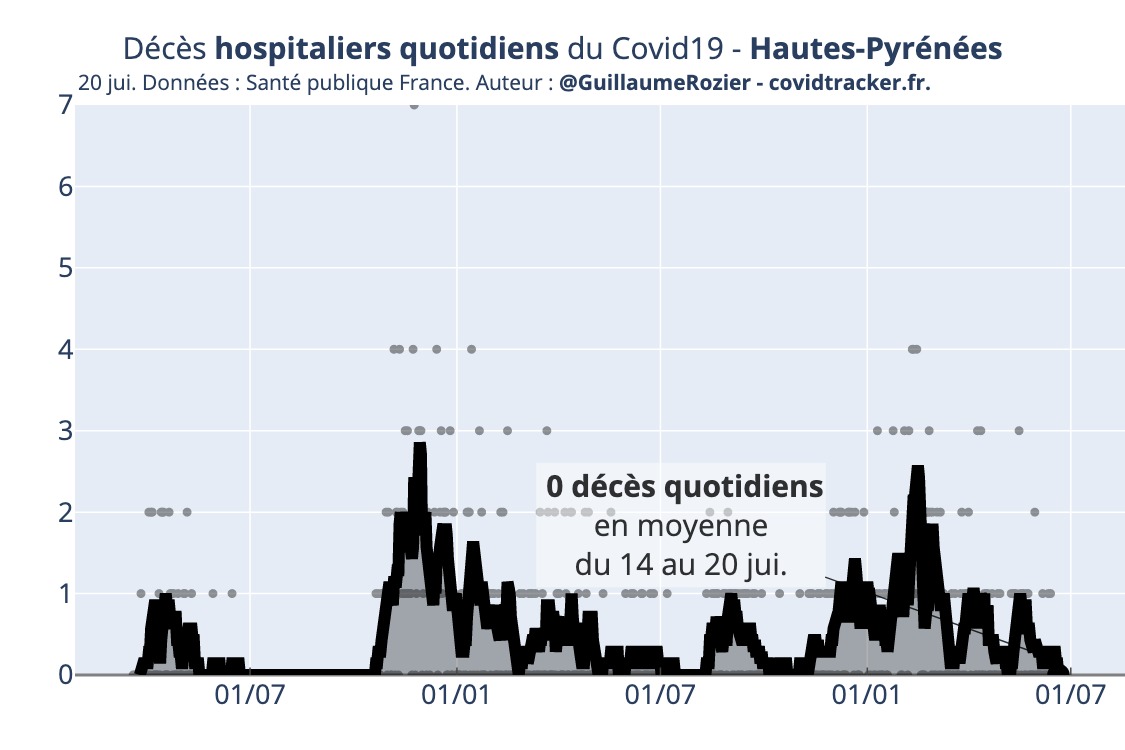 Décès hospitaliers quotidiens du Covid19 - Hautes-Pyrénées
20 jui. Données : Santé publique France. Auteur : @GuillaumeRozier - covidtracker.fr.
7
6
5
4
3
2
1
0
0 décès quotidiens
en moyenne
du 14 au 20 jui.
01/07 01/01 01/07 01/01 01/07